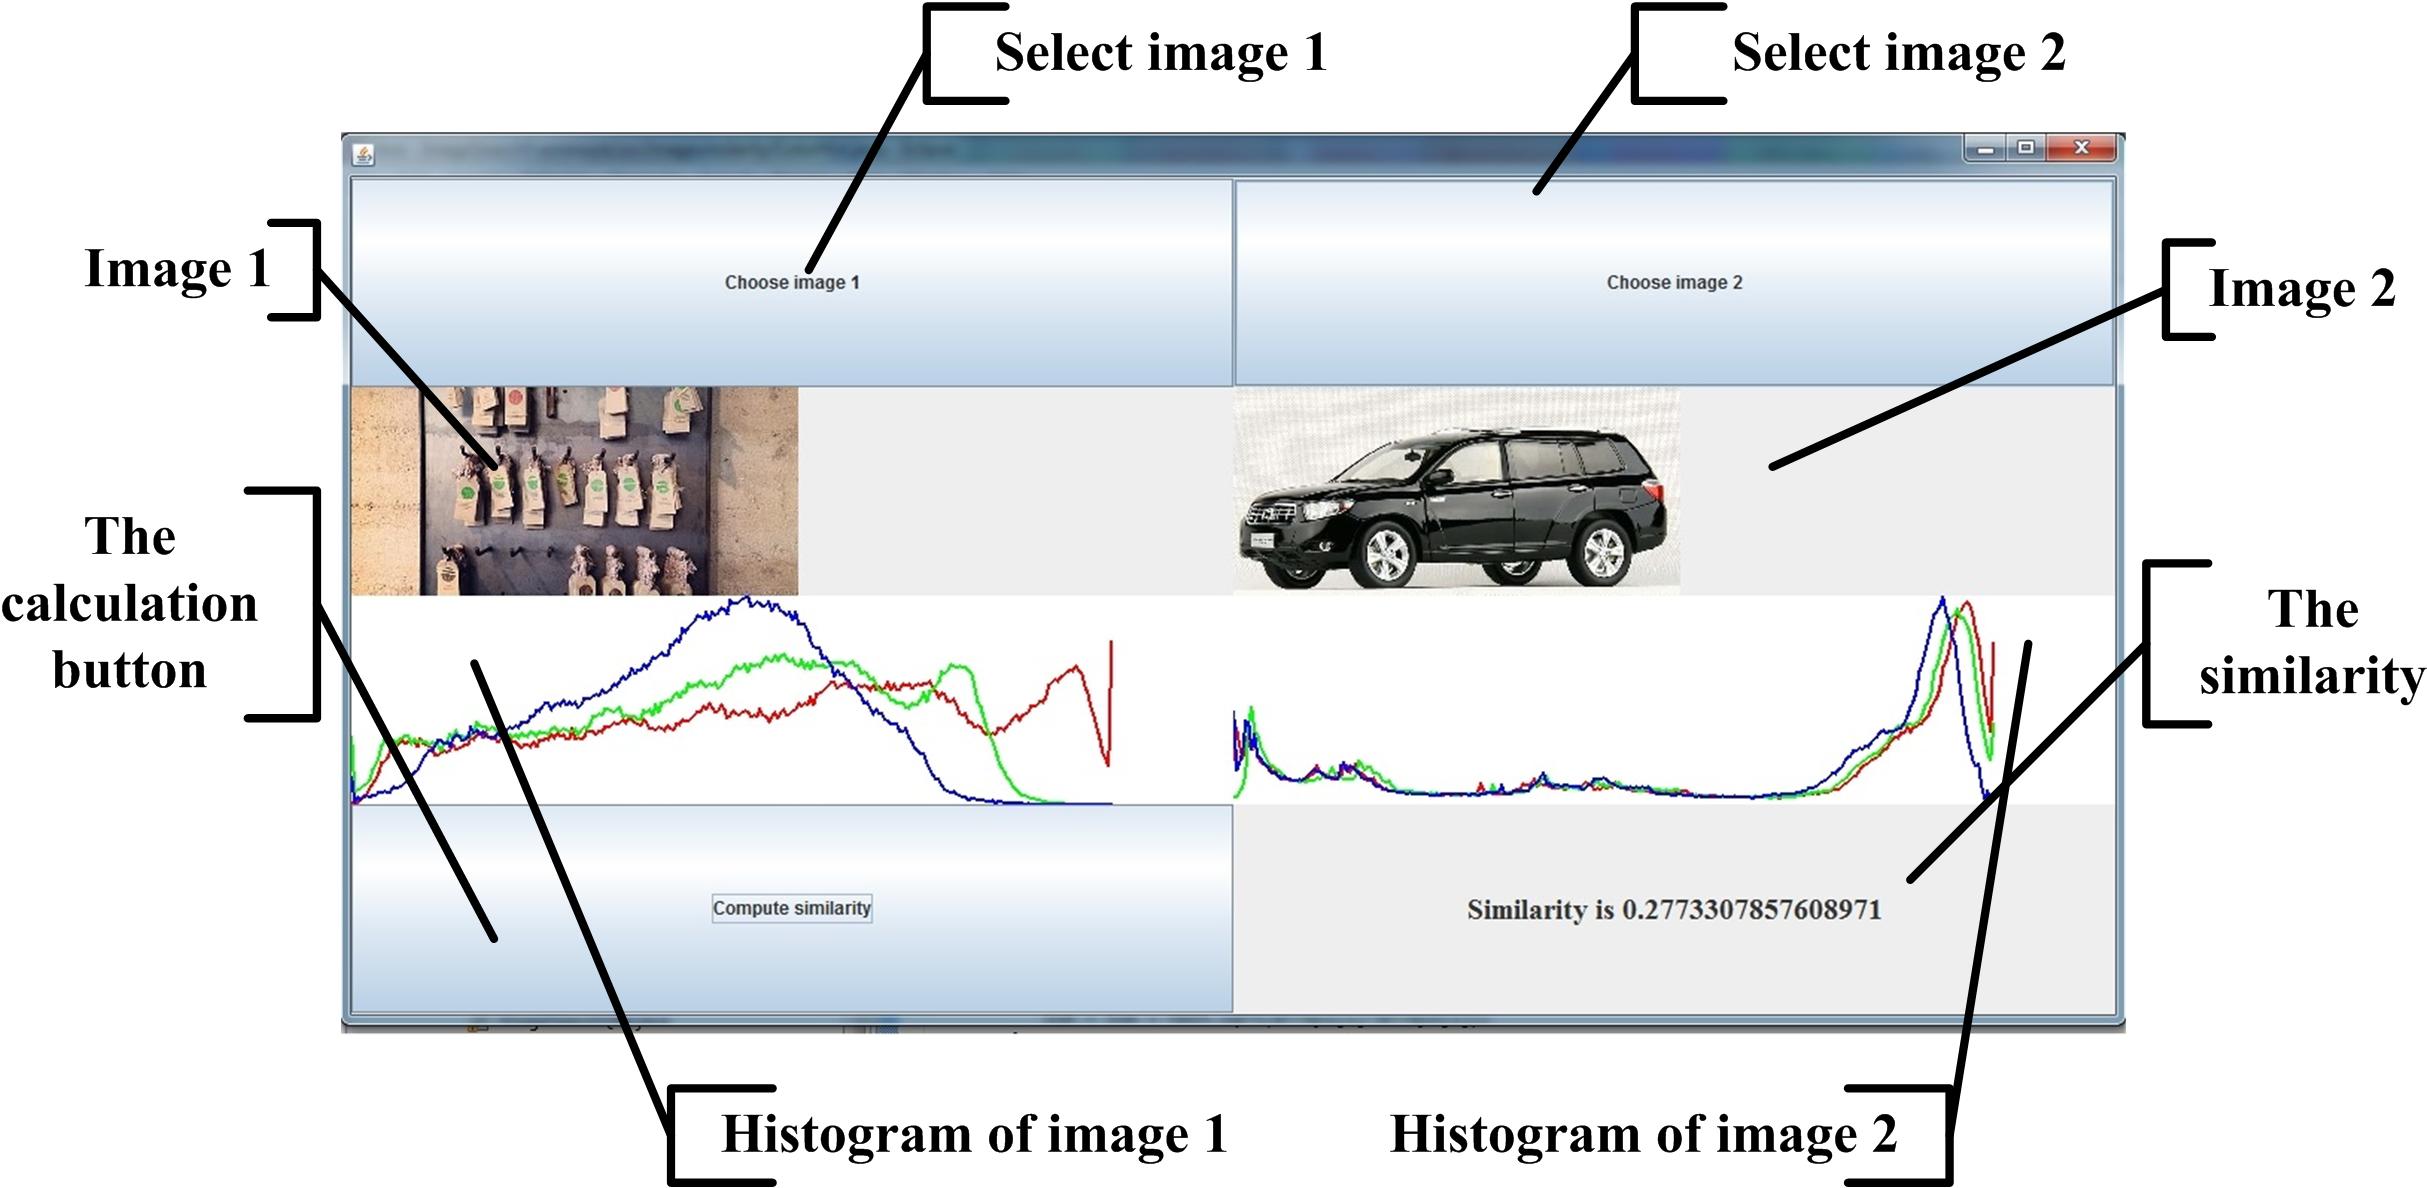 Select image 1
Select image 2
Image 1
Choose image 1
Choose image 2
Image 2
The
calculation
button
The
similarity
Compute similarity
Similarity is 0.2773307857608971
Histogram of image 1
Histogram of image 2